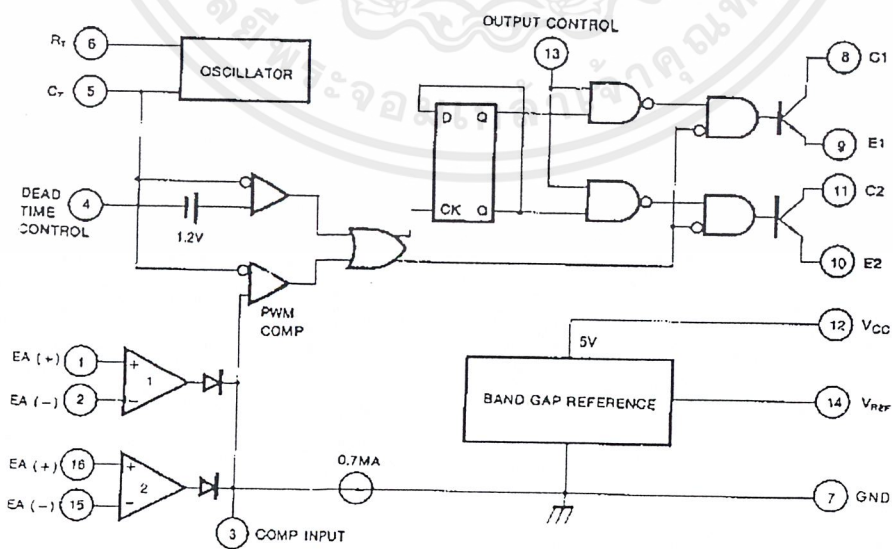 OUTPUT CONTROL
13
RT 6
CT 5
OSCILLATOR
8 C1
9 E1
D Q
CK Q
DEAD
TIME
CONTROL
4
1.2V
11 C2
10 E2
PWM
COMP
12 VCC
5V
EA (+) 1
EA (-) 2
+
-
1
BAND GAP REFERENCE
14 VREF
EA (+) 16
EA (-) 15
+
-
2
0.7MA
7 GND
3 COMP INPUT